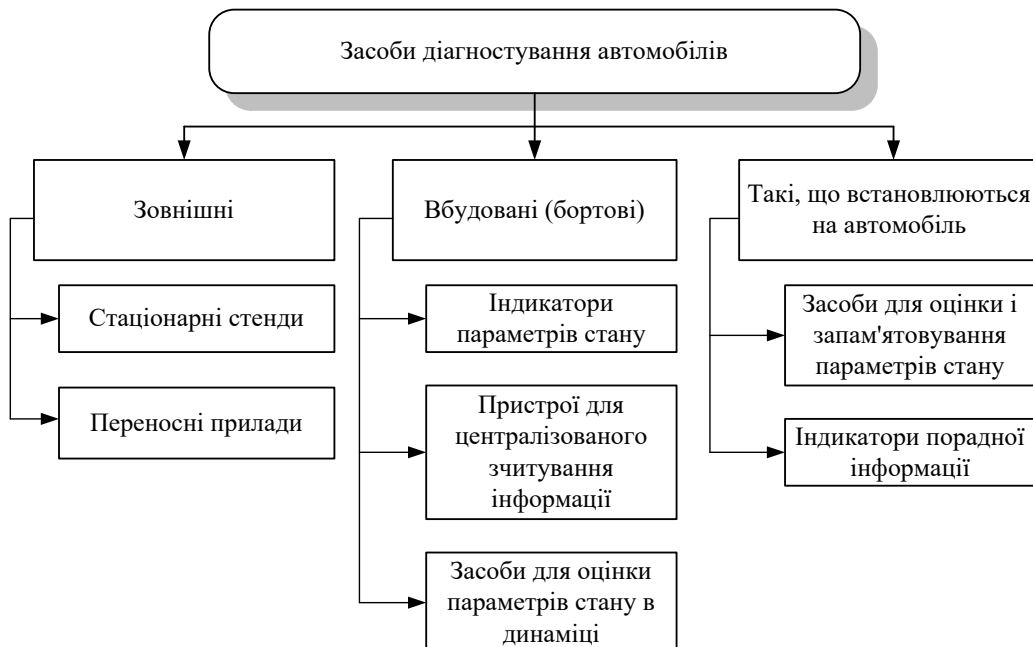 Засоби діагностування автомобілів
Зовнішні
Стаціонарні стенди
Переносні прилади
Вбудовані (бортові)
Індикатори
параметрів стану
Пристрої для
централізованого
зчитування
інформації
Засоби для оцінки
параметрів стану в
динаміці
Такі, що встановлюються
на автомобіль
Засоби для оцінки і
запам'ятовування
параметрів стану
Індикатори порадної
інформації